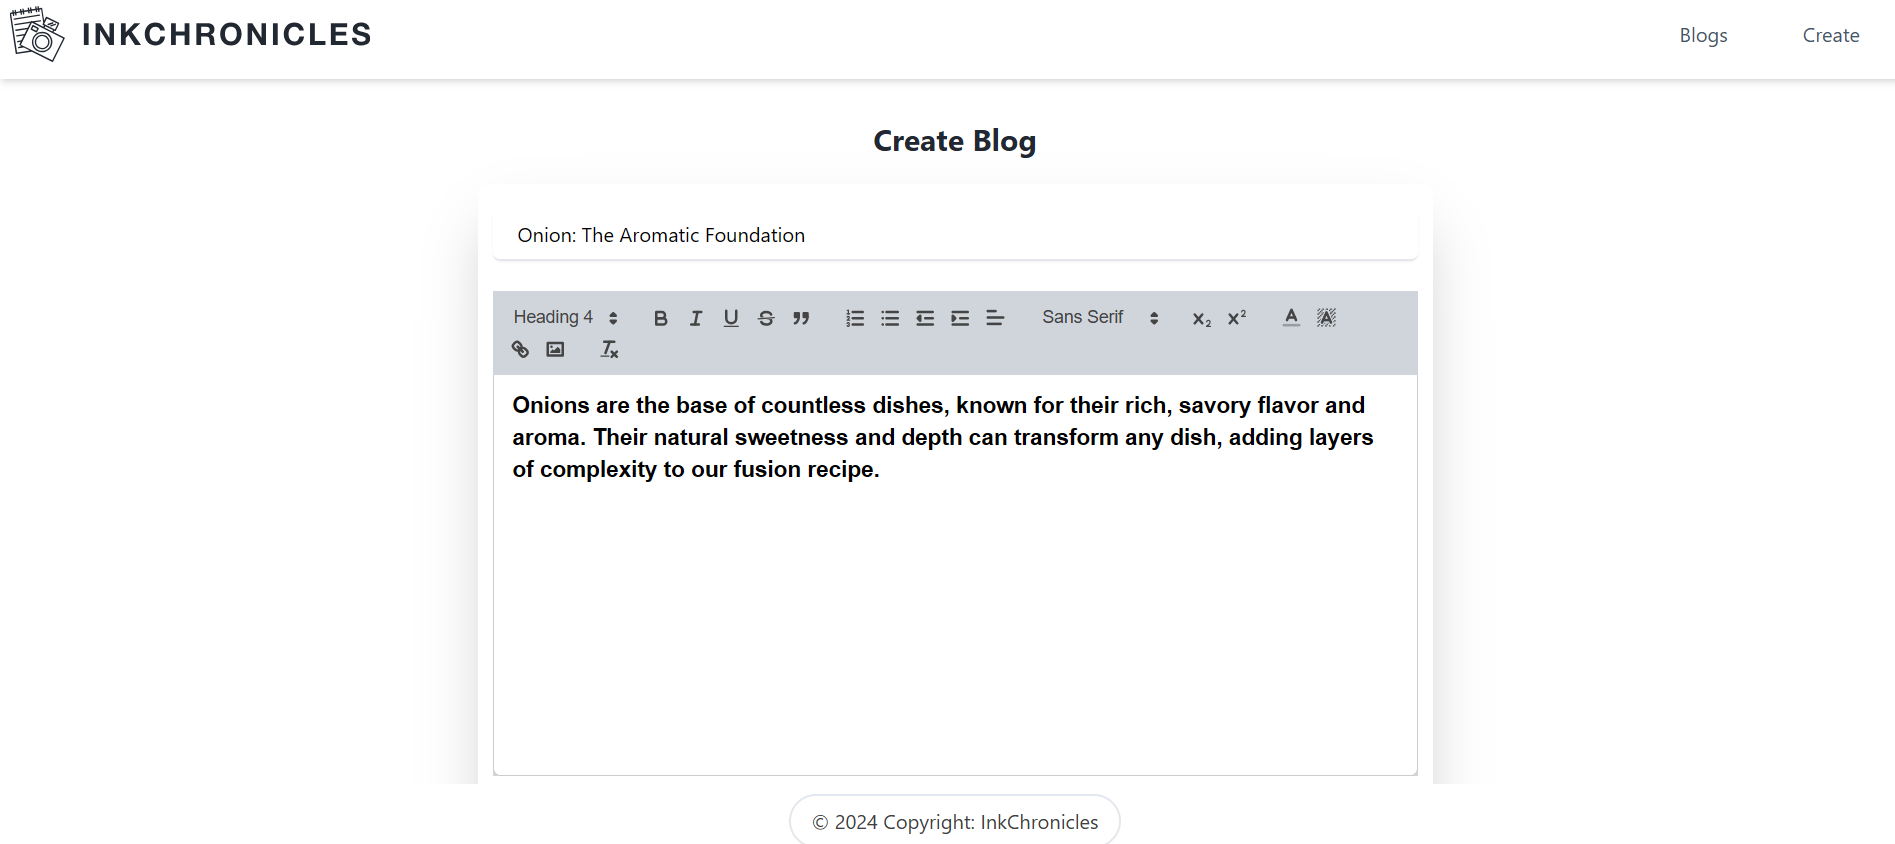 INKCHRONICLES
Blogs
Create
Create Blog
Onion: The Aromatic Foundation
Heading 4
Sans Serif
Onions are the base of countless dishes, known for their rich, savory flavor and
aroma. Their natural sweetness and depth can transform any dish, adding layers
of complexity to our fusion recipe.
© 2024 Copyright: InkChronicles